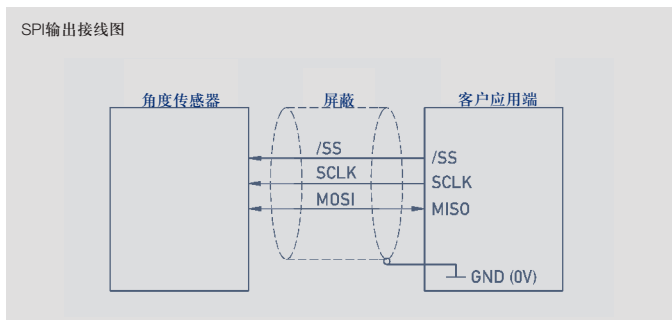 SPI输出接线图
角度传感器
屏蔽
客户应用端
/SS
/SS
SCLK
SCLK
MOSI
MISO
GND (0V)